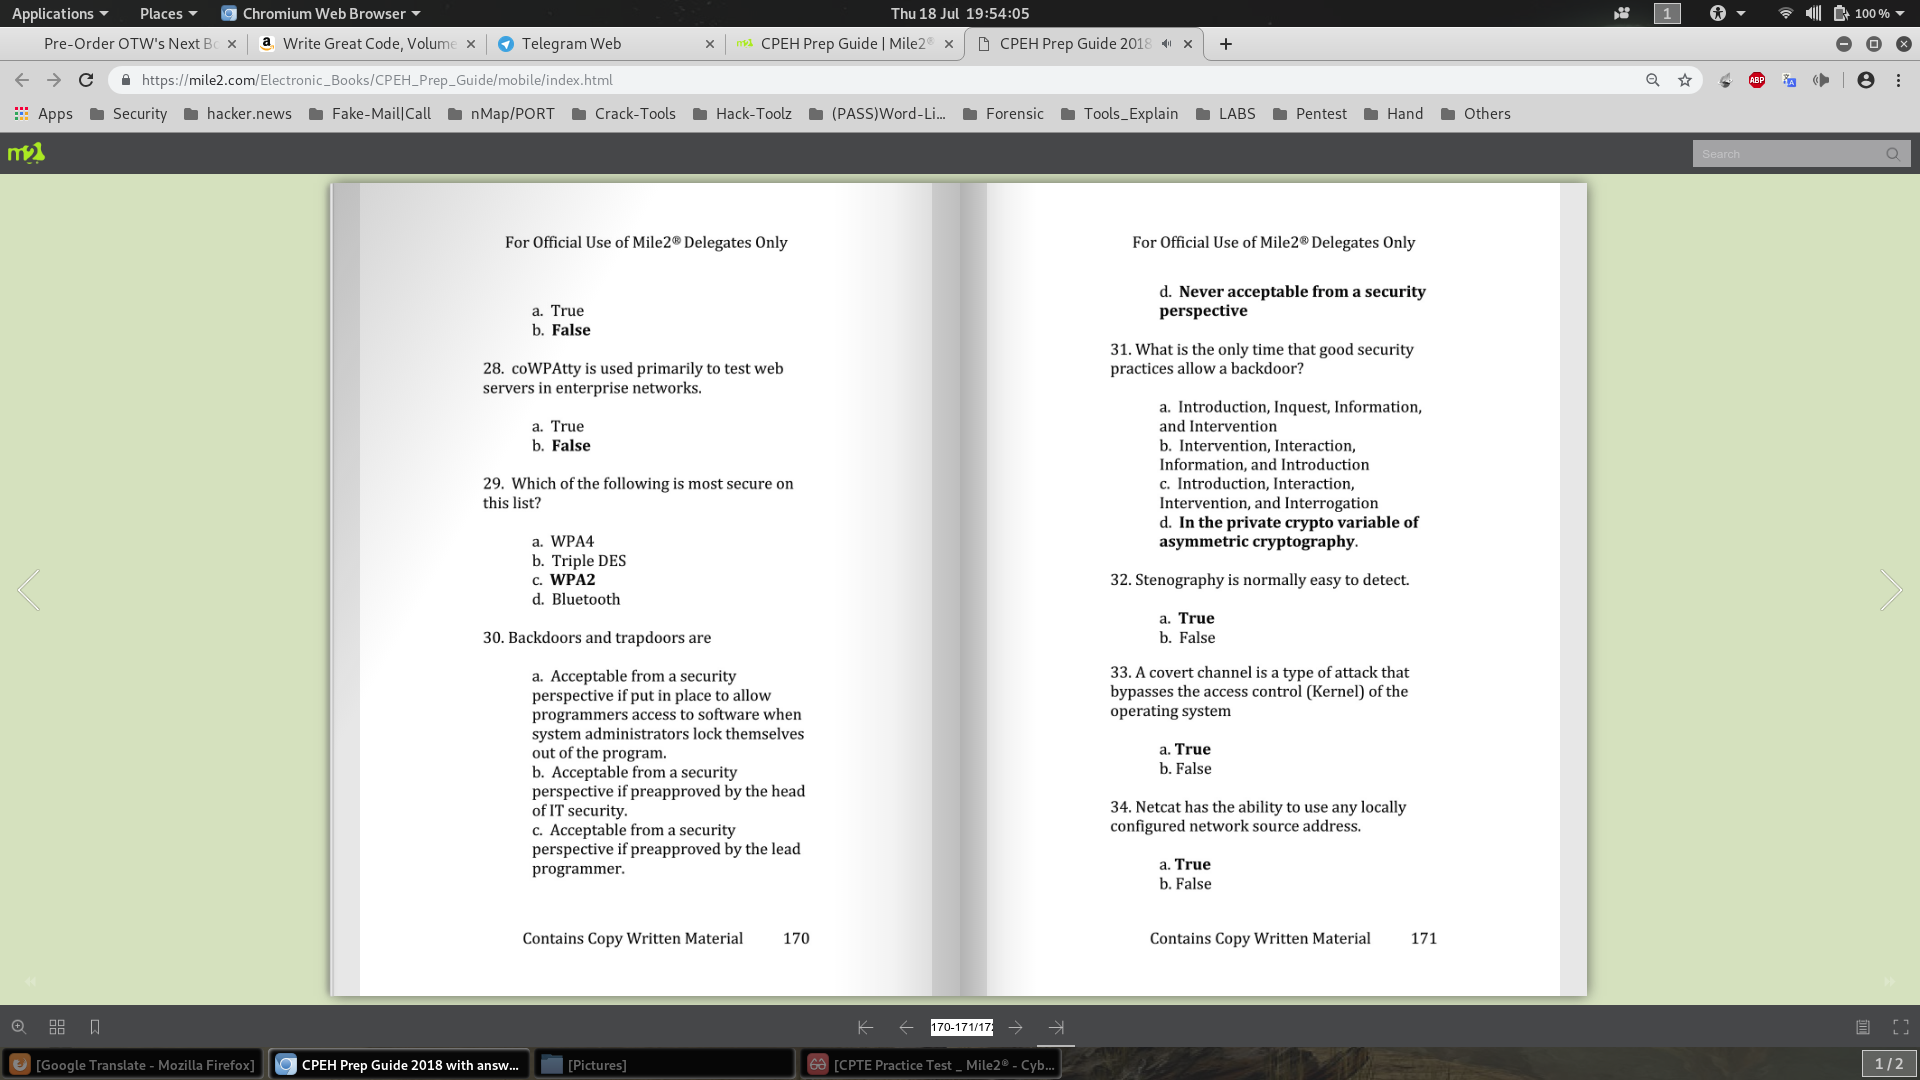 Applications Places Chromium Web Browser Thu 18 Jul 19:54:05 1 100 %
Pre-Order OTW's Next Bo Write Great Code, Volume Telegram Web CPEH Prep Guide | Mile2® CPEH Prep Guide 2018
https://mile2.com/Electronic_Books/CPEH_Prep_Guide/mobile/index.html ABP
Apps Security hacker.news Fake-Mail|Call nMap/PORT Crack-Tools Hack-Toolz (PASS)Word-Li... Forensic Tools_Explain LABS Pentest Hand Others
m2 Search
For Official Use of Mile2® Delegates Only
a. True
b. False
28. coWPAtty is used primarily to test web
servers in enterprise networks.
a. True
b. False
29. Which of the following is most secure on
this list?
a. WPA4
b. Triple DES
c. WPA2
d. Bluetooth
30. Backdoors and trapdoors are
a. Acceptable from a security
perspective if put in place to allow
programmers access to software when
system administrators lock themselves
out of the program.
b. Acceptable from a security
perspective if preapproved by the head
of IT security.
c. Acceptable from a security
perspective if preapproved by the lead
programmer.
Contains Copy Written Material 170
For Official Use of Mile2® Delegates Only
d. Never acceptable from a security
perspective
31. What is the only time that good security
practices allow a backdoor?
a. Introduction, Inquest, Information,
and Intervention
b. Intervention, Interaction,
Information, and Introduction
c. Introduction, Interaction,
Intervention, and Interrogation
d. In the private crypto variable of
asymmetric cryptography.
32. Stenography is normally easy to detect.
a. True
b. False
33. A covert channel is a type of attack that
bypasses the access control (Kernel) of the
operating system
a. True
b. False
34. Netcat has the ability to use any locally
configured network source address.
a. True
b. False
Contains Copy Written Material 171
170-171/17
[Google Translate - Mozilla Firefox] CPEH Prep Guide 2018 with answ... [Pictures] [CPTE Practice Test _ Mile2® - Cyb... 1 / 2